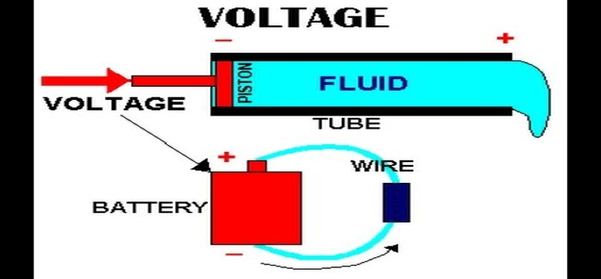 VOLTAGE
− +
PISTON
FLUID
VOLTAGE
TUBE
+
WIRE
BATTERY
−